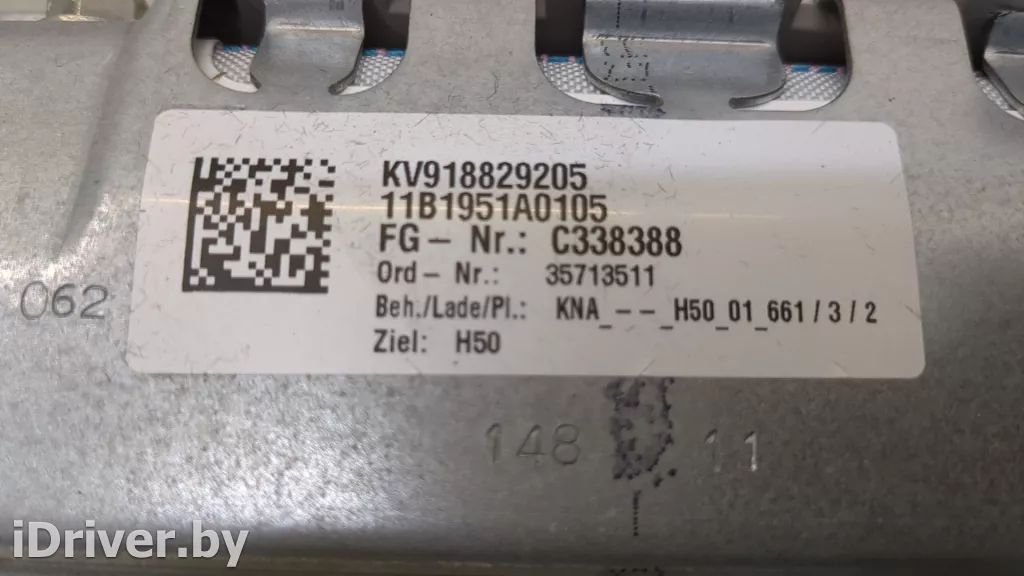 KV918829205
11B1951A0105
FG- Nr.: C338388
Ord- Nr.: 35713511
Beh./Lade/Pl.: KNA_--_H50_01_661/3/2
Ziel: H50
062
148 11
iDriver.by